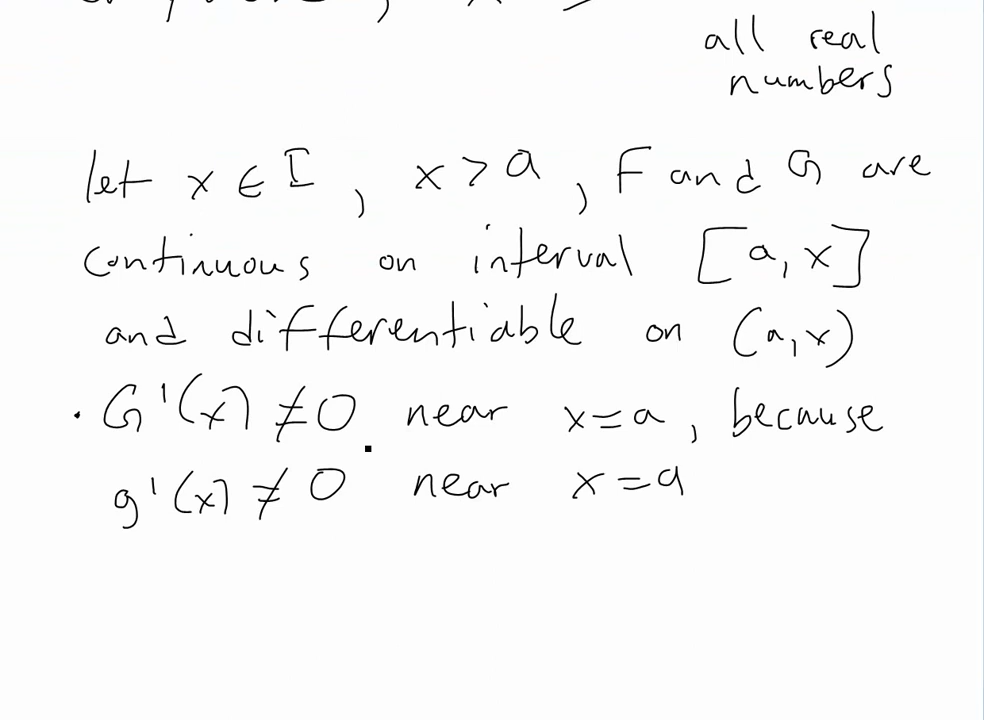 all real
numbers
let x ∈ I, x > a, F and G are
continuous on interval [a, x]
and differentiable on (a, x)
· G'(x) ≠ 0 near x = a, because
g'(x) ≠ 0 near x = a